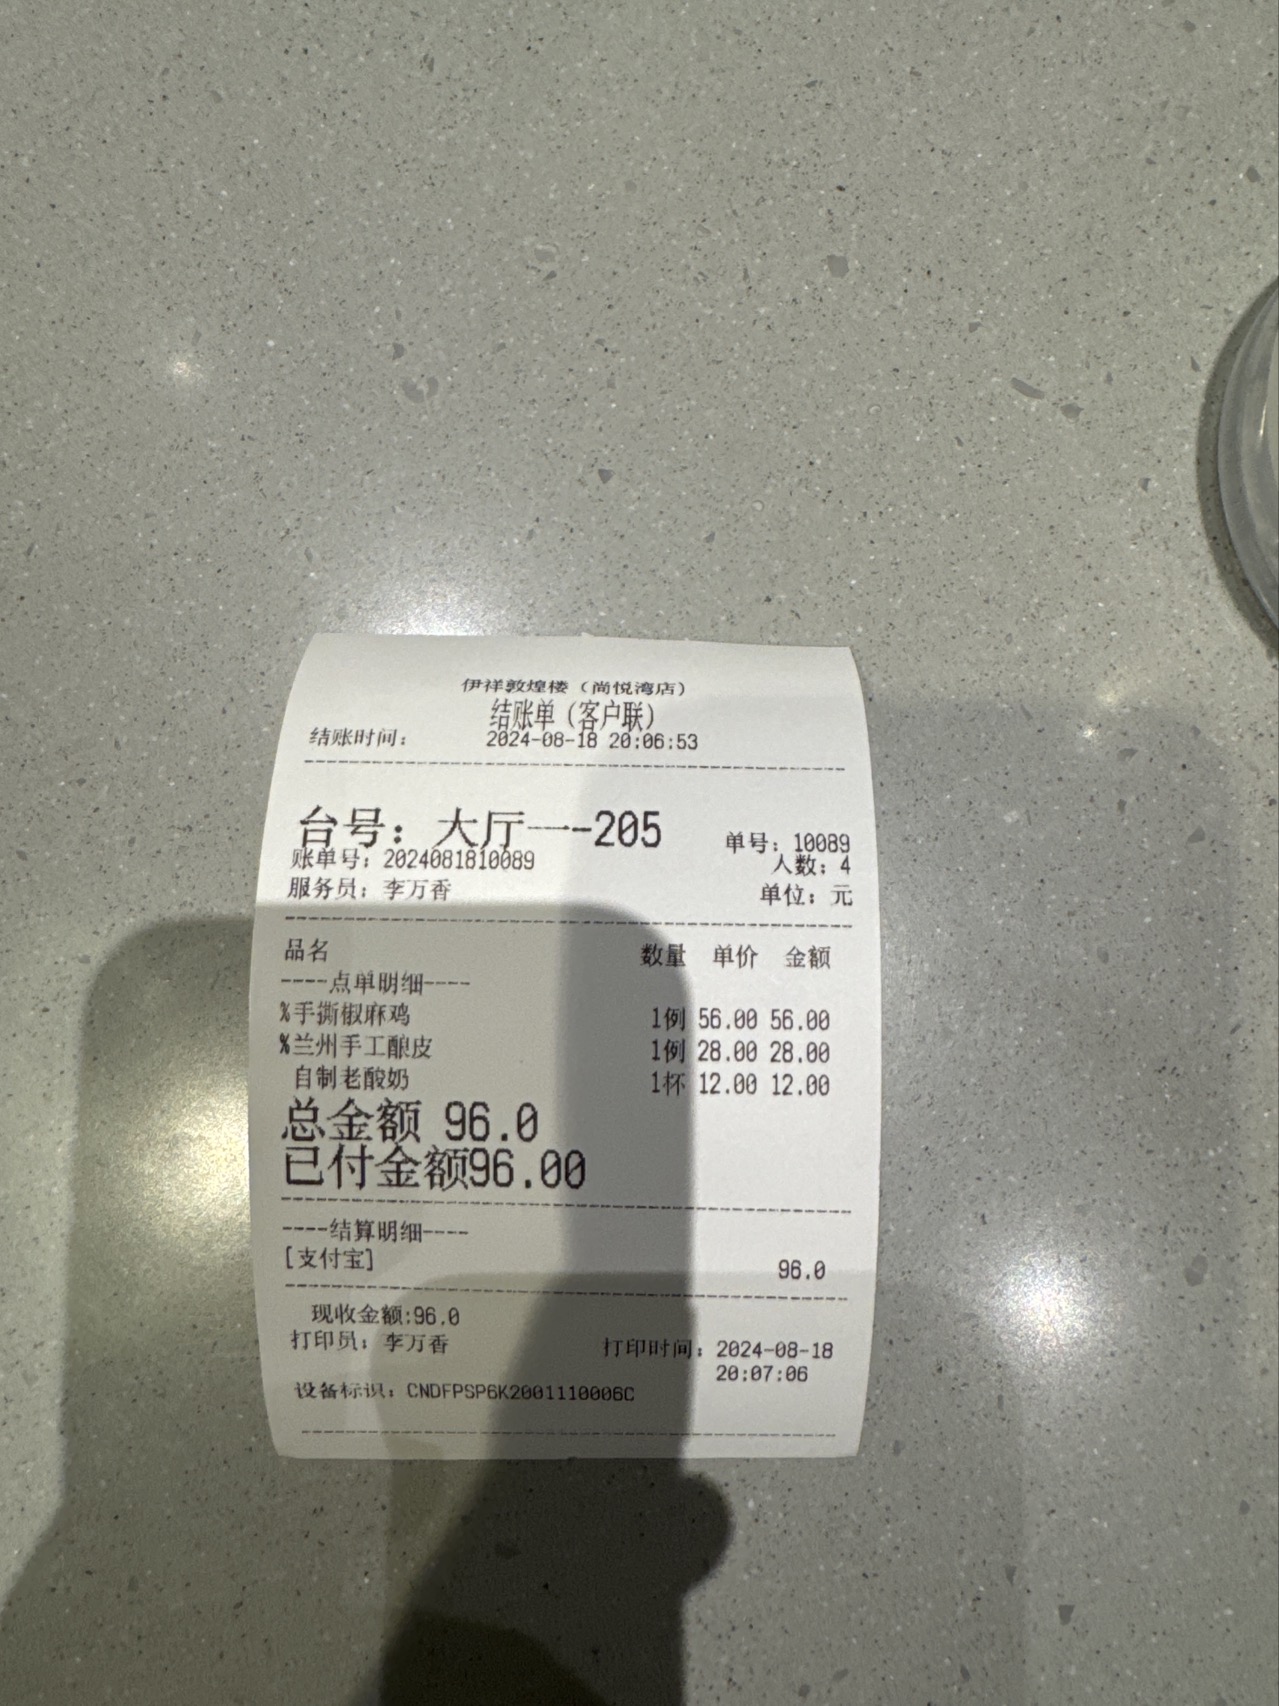 伊祥敦煌楼（尚悦湾店）
结账单（客户联）
结账时间： 2024-08-18 20:06:53
台号：大厅一-205 单号：10089
账单号：2024081810089 人数：4
服务员：李万香 单位：元
品名 数量 单价 金额
----点单明细----
%手撕椒麻鸡 1例 56.00 56.00
%兰州手工酿皮 1例 28.00 28.00
自制老酸奶 1杯 12.00 12.00
总金额 96.0
已付金额96.00
----结算明细----
[支付宝] 96.0
现收金额:96.0
打印员：李万香 打印时间：2024-08-18
20:07:06
设备标识：CNDFPSP6K2001110006C